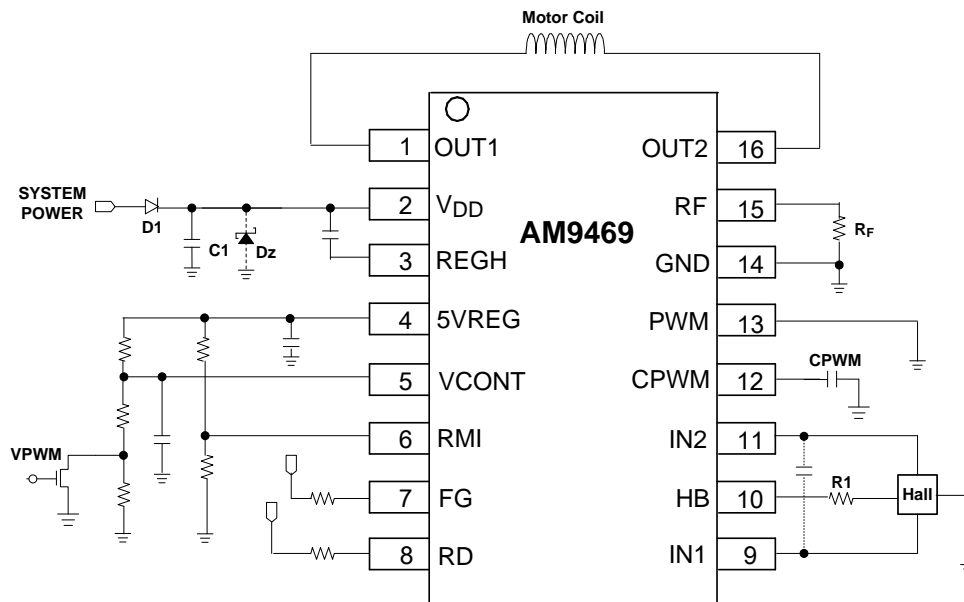 Motor Coil
1
OUT1
OUT2
16
SYSTEM
POWER
D1
C1
Dz
2
VDD
RF
15
RF
AM9469
3
REGH
GND
14
4
5VREG
PWM
13
5
VCONT
CPWM
12
CPWM
6
RMI
IN2
11
VPWM
7
FG
HB
10
R1
Hall
8
RD
IN1
9